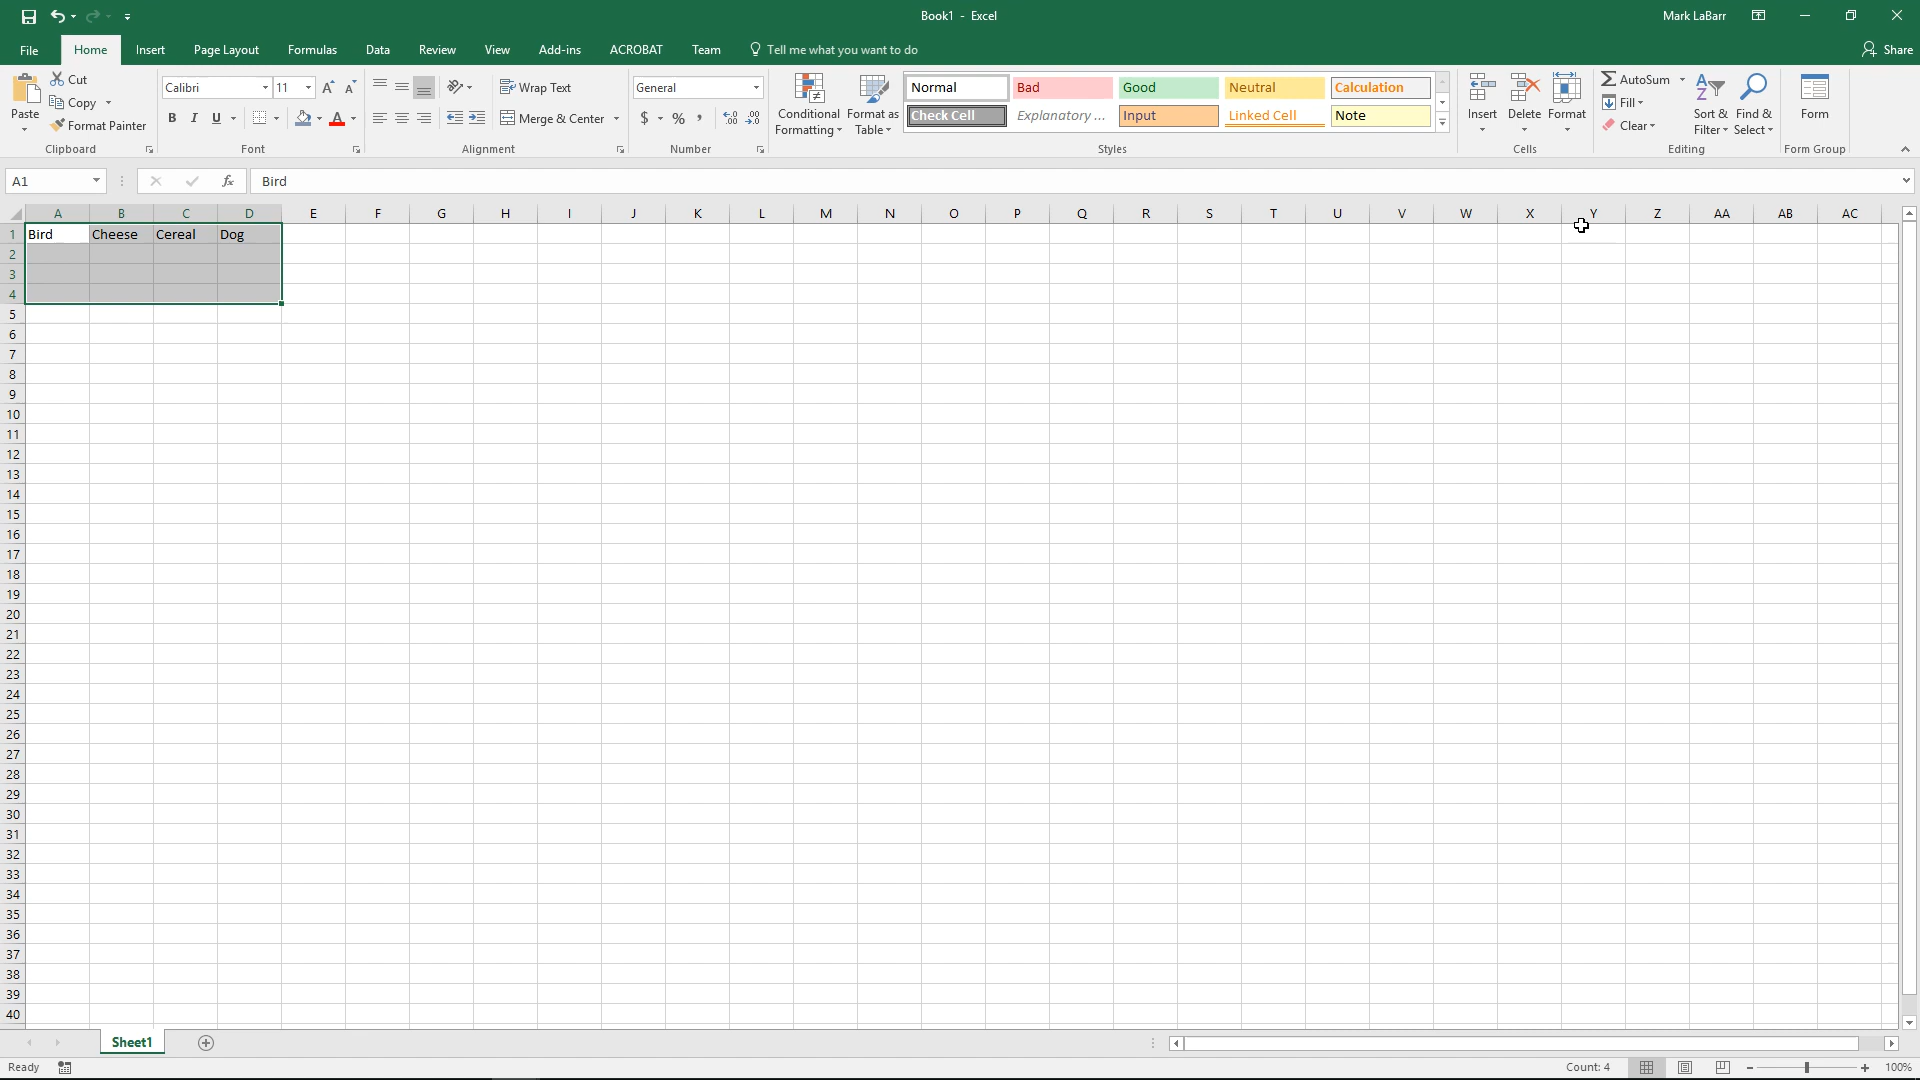 Book1 - Excel
Mark LaBarr
File Home Insert Page Layout Formulas Data Review View Add-ins ACROBAT Team Tell me what you want to do Share
Paste
Cut
Copy
Format Painter
Clipboard
Calibri 11
B I U A
Font
Wrap Text
Merge & Center
Alignment
General
$ % ,
Number
Conditional Formatting
Format as Table
Normal Bad Good Neutral Calculation
Check Cell Explanatory ... Input Linked Cell Note
Styles
Insert Delete Format
Cells
AutoSum
Fill
Clear
Sort & Filter
Find & Select
Editing
Form
Form Group
A1 fx Bird
A B C D E F G H I J K L M N O P Q R S T U V W X Y Z AA AB AC
1 Bird Cheese Cereal Dog
2
3
4
5
6
7
8
9
10
11
12
13
14
15
16
17
18
19
20
21
22
23
24
25
26
27
28
29
30
31
32
33
34
35
36
37
38
39
40
Sheet1
Ready Count: 4 100%